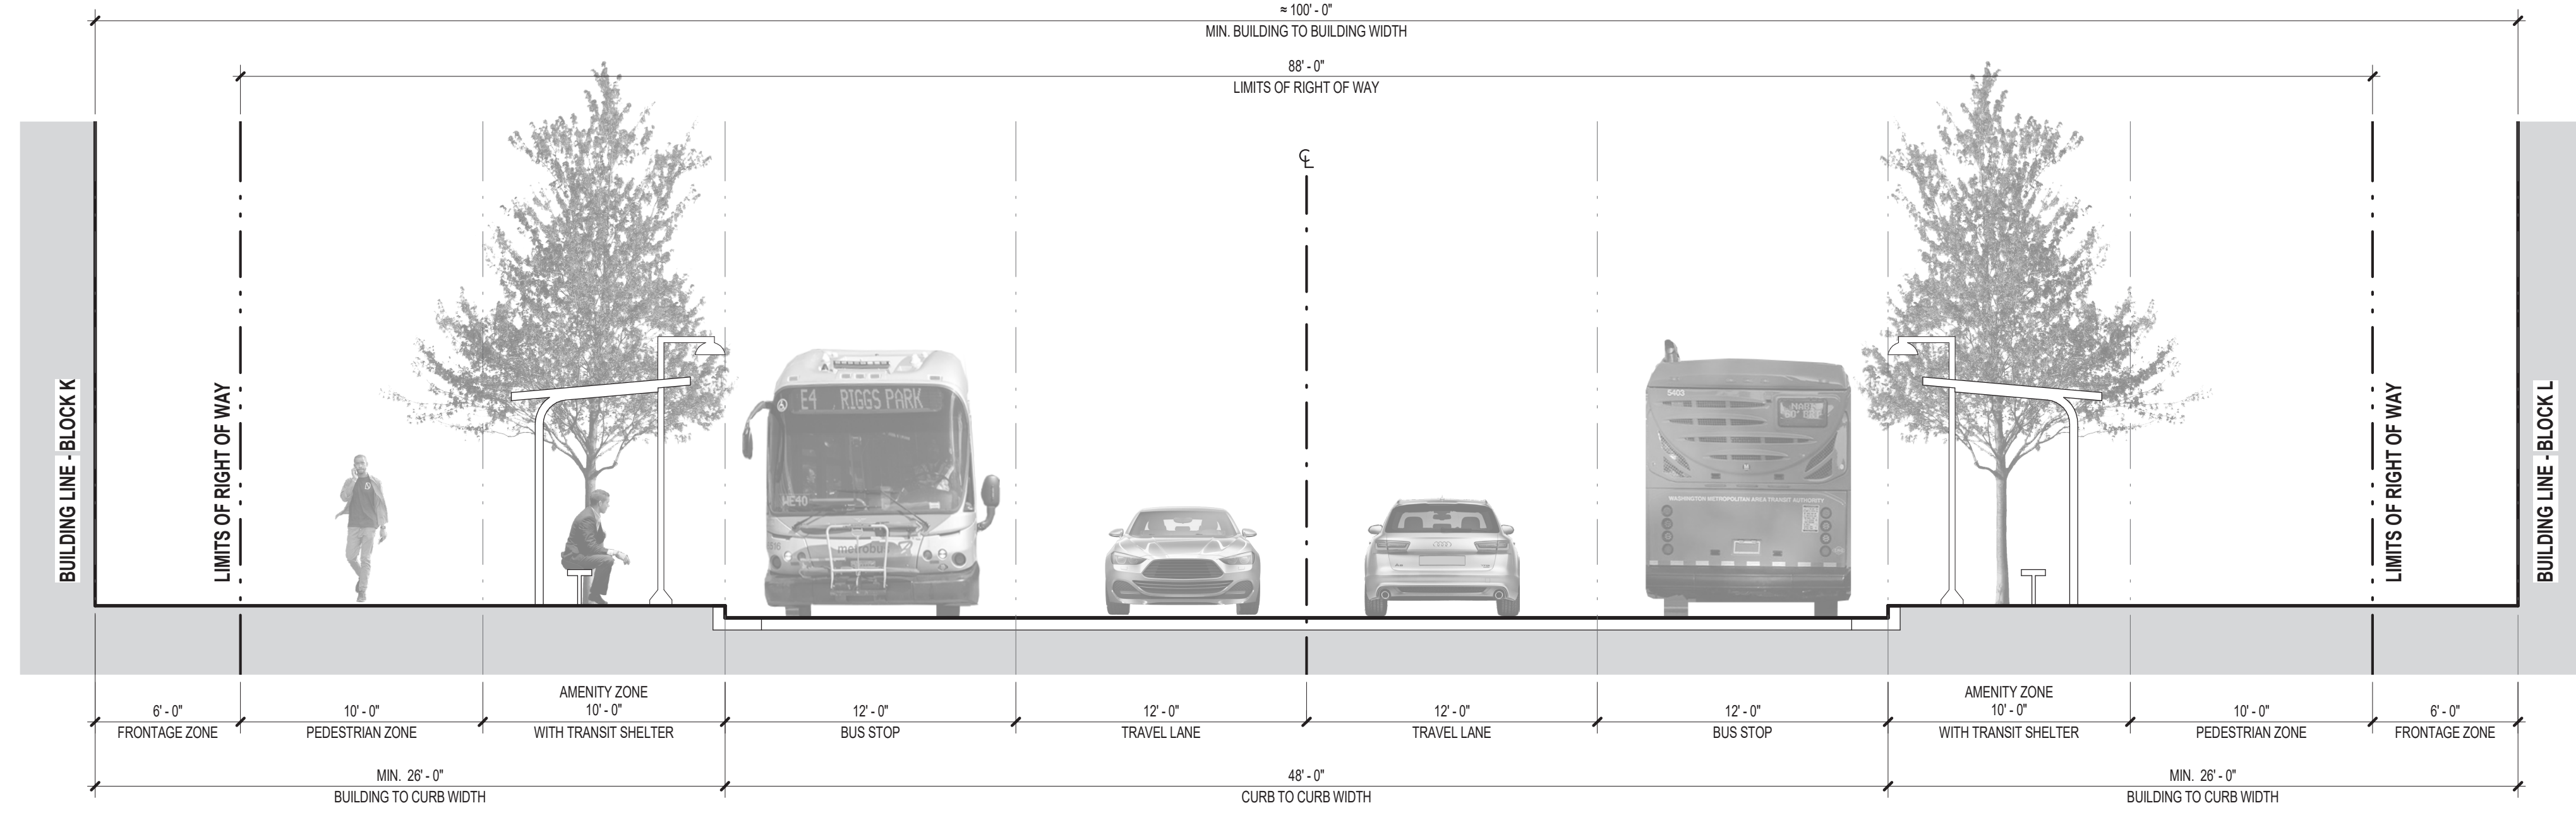 ≈ 100' - 0"
MIN. BUILDING TO BUILDING WIDTH
88' - 0"
LIMITS OF RIGHT OF WAY
BUILDING LINE - BLOCK K
LIMITS OF RIGHT OF WAY
E4 RIGGS PARK
metrobus
5403
WASHINGTON METROPOLITAN AREA TRANSIT AUTHORITY
LIMITS OF RIGHT OF WAY
BUILDING LINE - BLOCK L
6' - 0"
FRONTAGE ZONE
10' - 0"
PEDESTRIAN ZONE
AMENITY ZONE
10' - 0"
WITH TRANSIT SHELTER
12' - 0"
BUS STOP
12' - 0"
TRAVEL LANE
12' - 0"
TRAVEL LANE
12' - 0"
BUS STOP
AMENITY ZONE
10' - 0"
WITH TRANSIT SHELTER
10' - 0"
PEDESTRIAN ZONE
6' - 0"
FRONTAGE ZONE
MIN. 26' - 0"
BUILDING TO CURB WIDTH
48' - 0"
CURB TO CURB WIDTH
MIN. 26' - 0"
BUILDING TO CURB WIDTH